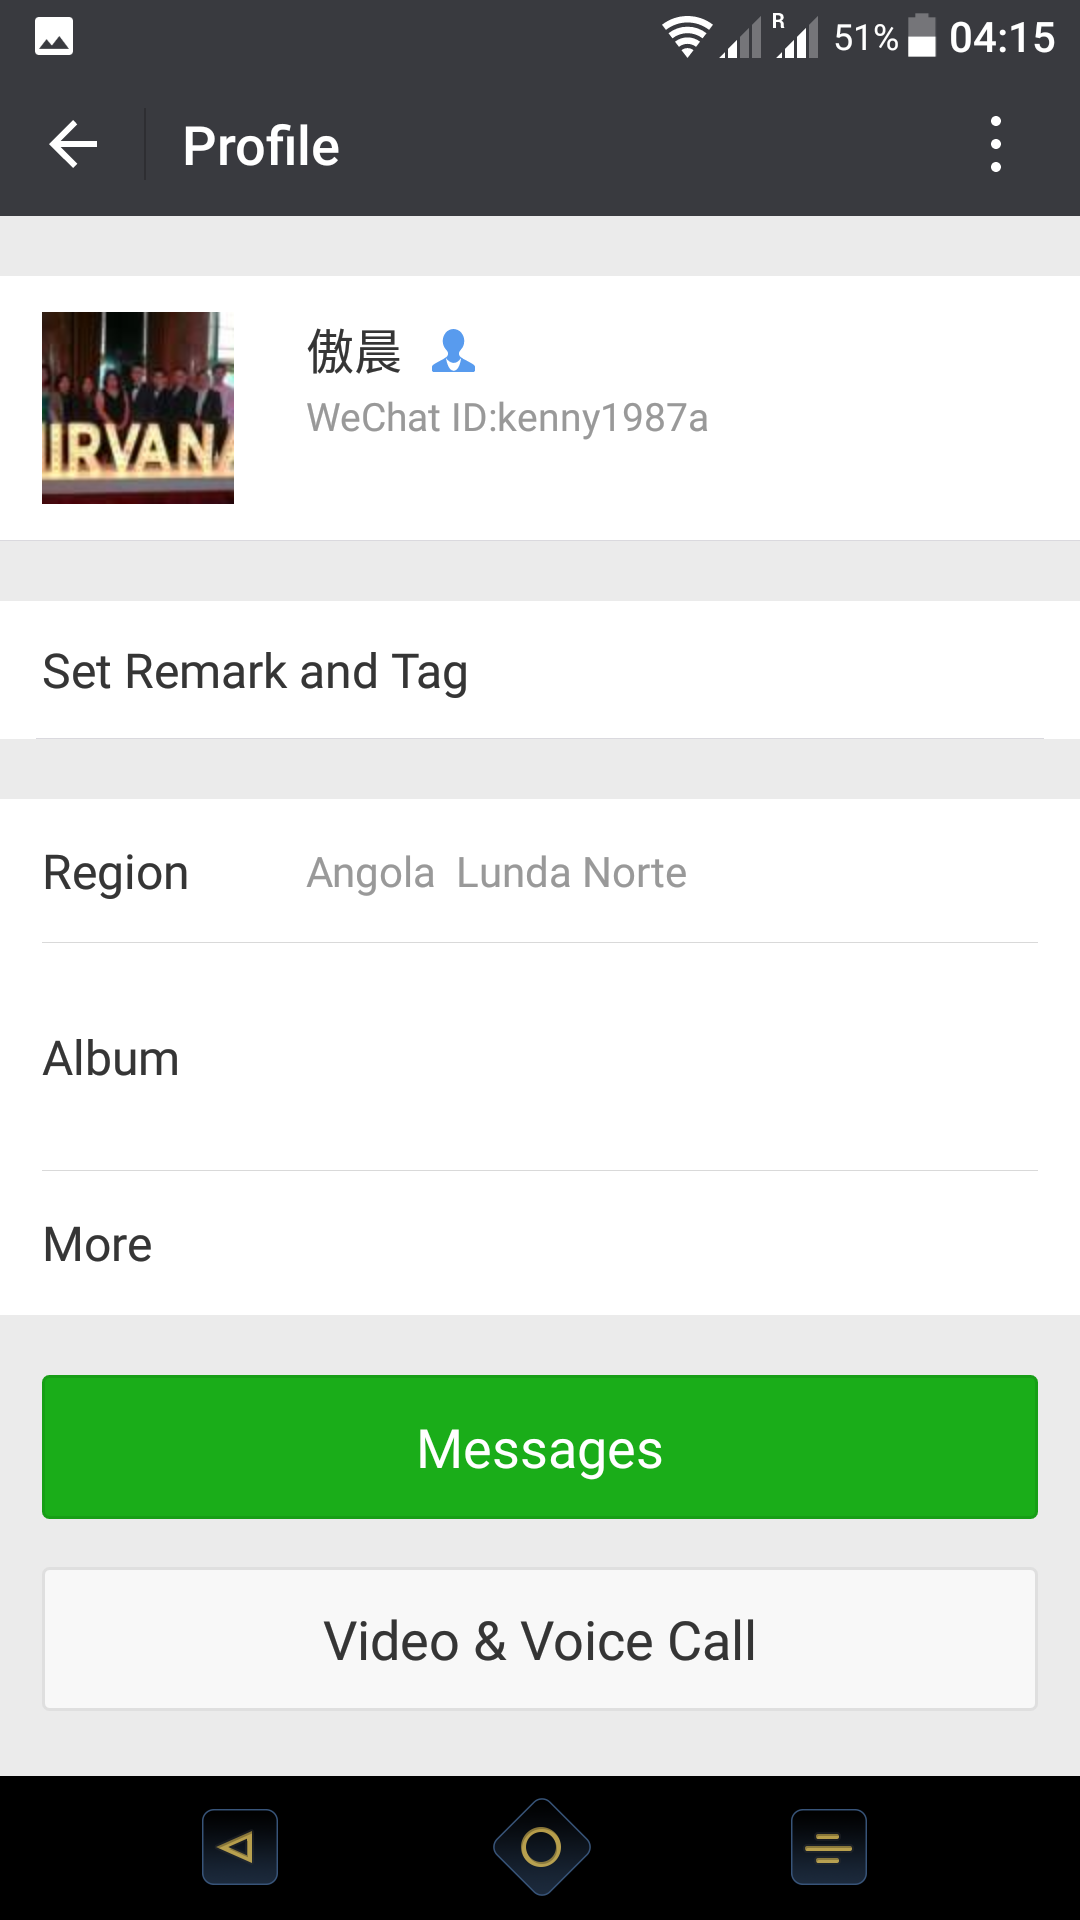 R 51% 04:15
Profile
傲晨
WeChat ID:kenny1987a
IRVANA
Set Remark and Tag
Region Angola Lunda Norte
Album
More
Messages
Video & Voice Call